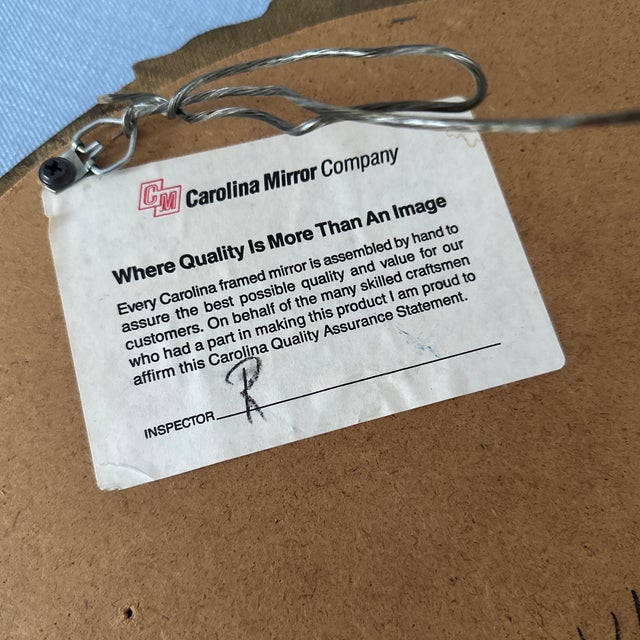 CM Carolina Mirror Company
Where Quality Is More Than An Image
Every Carolina framed mirror is assembled by hand to
assure the best possible quality and value for our
customers. On behalf of the many skilled craftsmen
who had a part in making this product I am proud to
affirm this Carolina Quality Assurance Statement.
INSPECTOR R